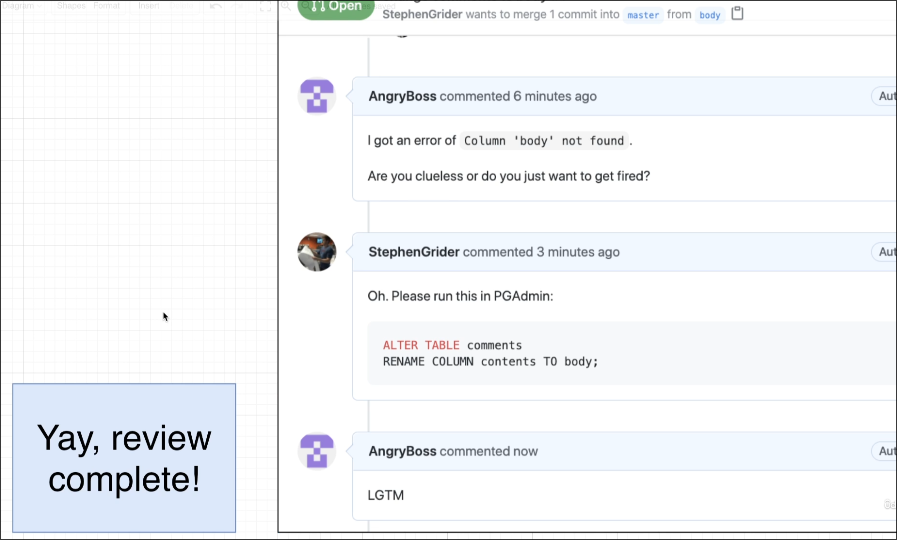 Diagram Shapes Format Insert
Open
StephenGrider wants to merge 1 commit into master from body
AngryBoss commented 6 minutes ago
Aut
I got an error of Column 'body' not found .
Are you clueless or do you just want to get fired?
StephenGrider commented 3 minutes ago
Aut
Oh. Please run this in PGAdmin:
ALTER TABLE comments
RENAME COLUMN contents TO body;
AngryBoss commented now
Aut
LGTM
Yay, review
complete!